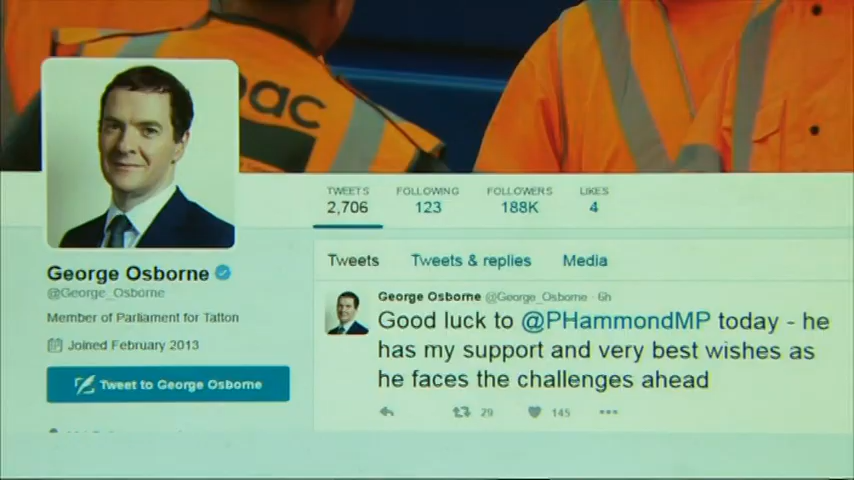 pac
TWEETS FOLLOWING FOLLOWERS LIKES
2,706 123 188K 4
Tweets Tweets & replies Media
George Osborne
@George_Osborne
Member of Parliament for Tatton
Joined February 2013
Tweet to George Osborne
George Osborne @George_Osborne · 6h
Good luck to @PHammondMP today - he
has my support and very best wishes as
he faces the challenges ahead
29 145